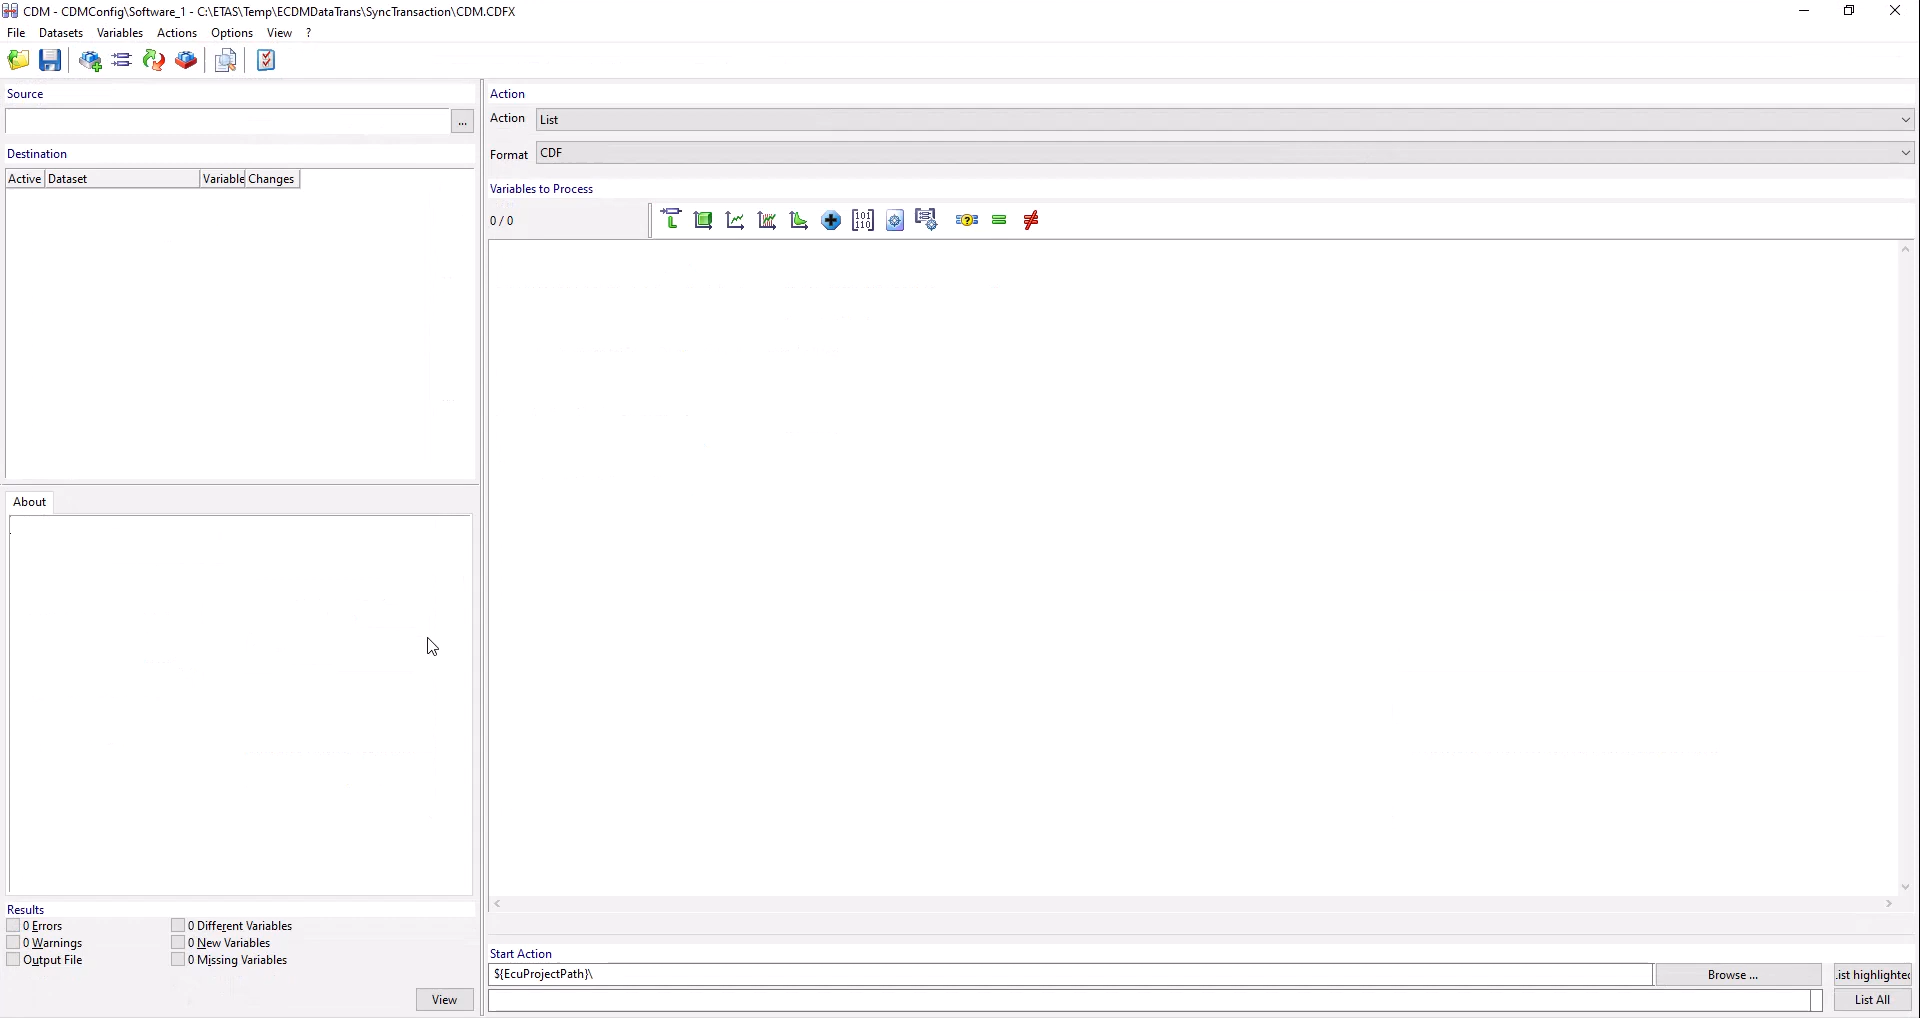 CDM - CDMConfig\Software_1 - C:\ETAS\Temp\ECDMDataTrans\SyncTransaction\CDM.CDFX
File Datasets Variables Actions Options View ?
Source
...
Destination
Active Dataset Variable Changes
About
Results
0 Errors
0 Different Variables
0 Warnings
0 New Variables
Output File
0 Missing Variables
View
Action
Action List
Format CDF
Variables to Process
0 / 0
Start Action
${EcuProjectPath}\
Browse ...
ist highlighted
List All